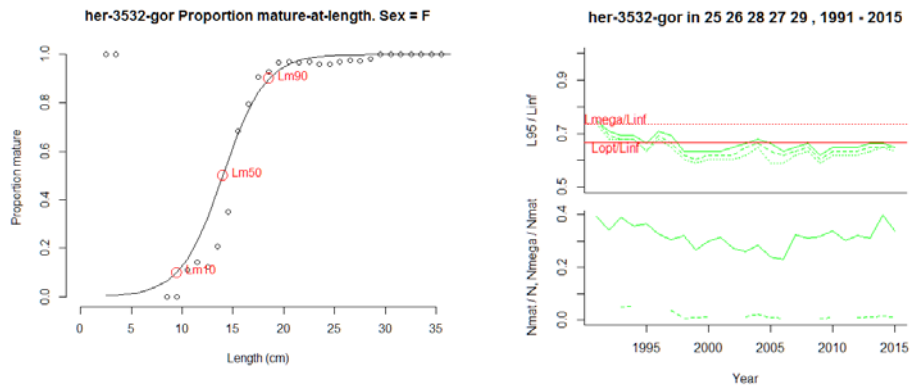 her-3532-gor Proportion mature-at-length. Sex = F
Proportion mature
1.0
0.8
0.6
0.4
0.2
0.0
Lm90
Lm50
Lm10
0 5 10 15 20 25 30 35
Length (cm)
her-3532-gor in 25 26 28 27 29 , 1991 - 2015
L95 / Linf
0.9
0.7
0.5
Lmega/Linf
Lopt/Linf
Nmat / N, Nmega / Nmat
0.4
0.2
0.0
1995 2000 2005 2010 2015
Year